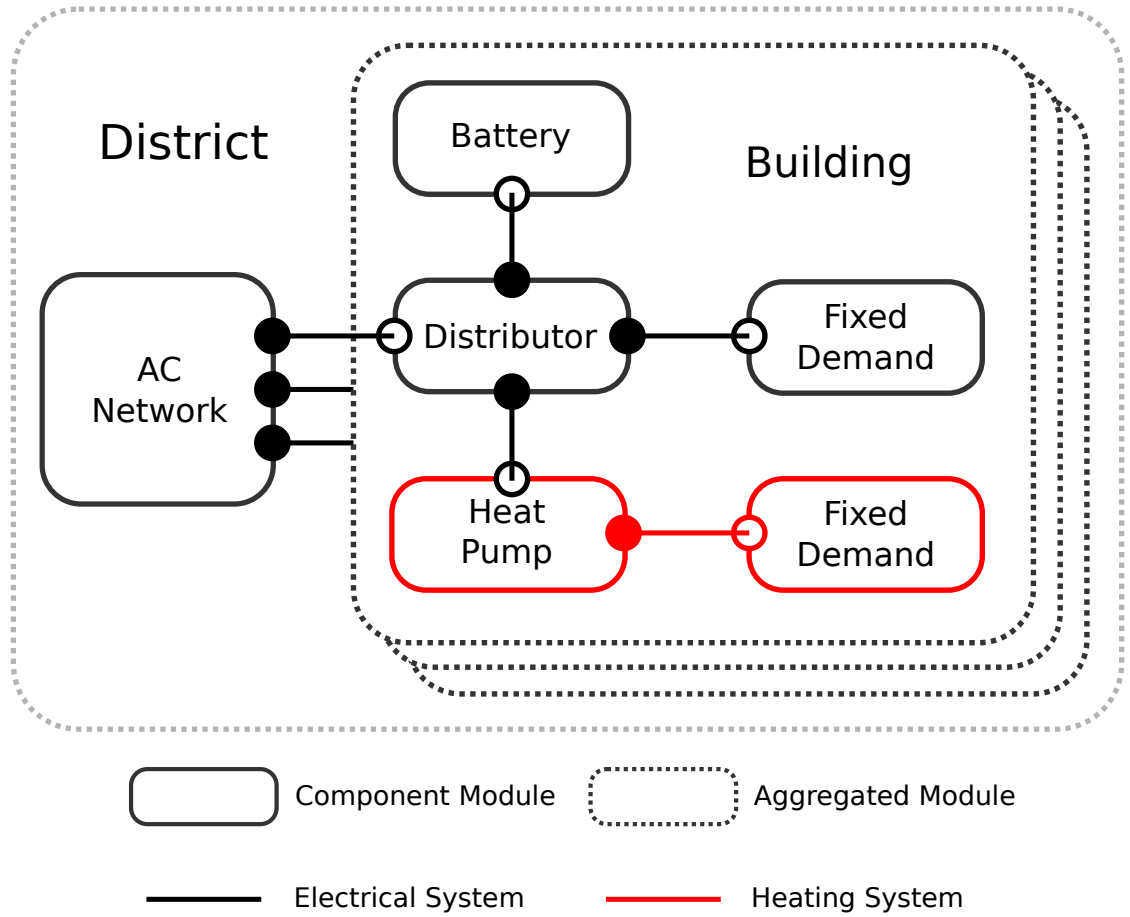 District
Battery
Building
AC
Network
Distributor
Fixed
Demand
Heat
Pump
Fixed
Demand
Component Module
Aggregated Module
Electrical System
Heating System